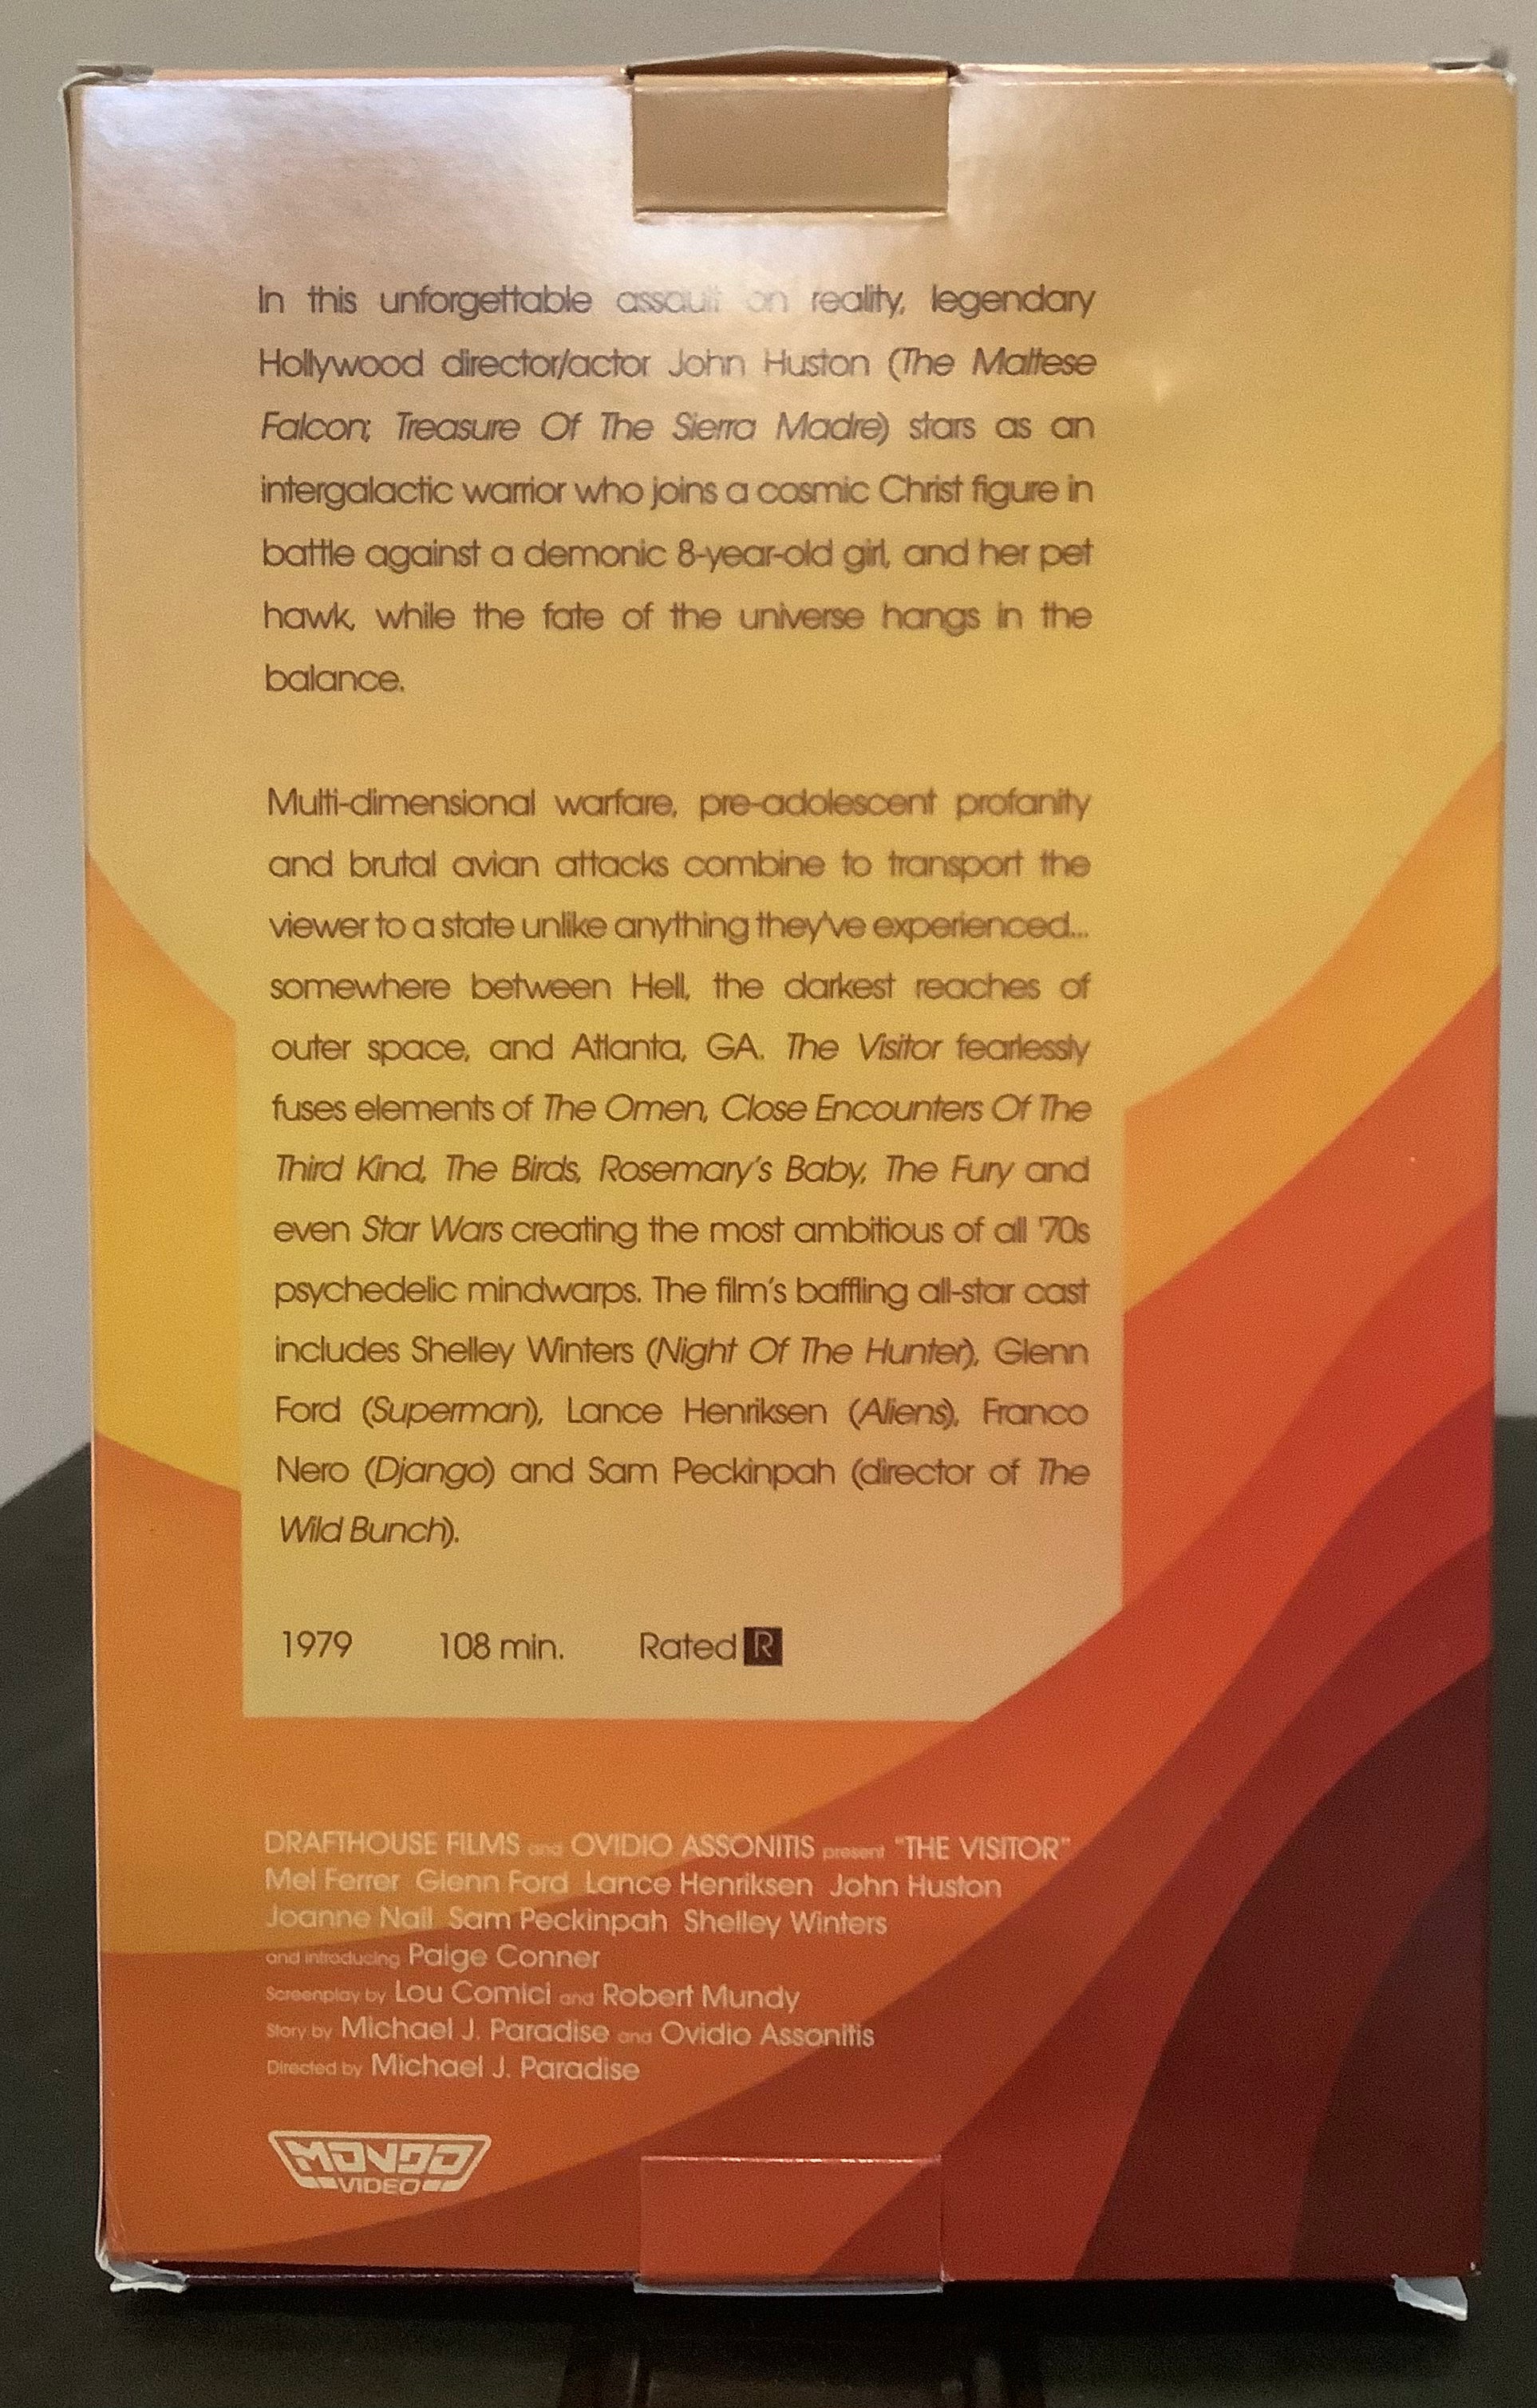 In this unforgettable assault on reality, legendary
Hollywood director/actor John Huston (The Maltese
Falcon; Treasure Of The Sierra Madre) stars as an
intergalactic warrior who joins a cosmic Christ figure in
battle against a demonic 8-year-old girl, and her pet
hawk, while the fate of the universe hangs in the
balance.
Multi-dimensional warfare, pre-adolescent profanity
and brutal avian attacks combine to transport the
viewer to a state unlike anything they've experienced...
somewhere between Hell, the darkest reaches of
outer space, and Atlanta, GA. The Visitor fearlessly
fuses elements of The Omen, Close Encounters Of The
Third Kind, The Birds, Rosemary's Baby, The Fury and
even Star Wars creating the most ambitious of all '70s
psychedelic mindwarps. The film's baffling all-star cast
includes Shelley Winters (Night Of The Hunter), Glenn
Ford (Superman), Lance Henriksen (Aliens), Franco
Nero (Django) and Sam Peckinpah (director of The
Wild Bunch).
1979 108 min. Rated R
DRAFTHOUSE FILMS and OVIDIO ASSONITIS present "THE VISITOR"
Mel Ferrer Glenn Ford Lance Henriksen John Huston
Joanne Nail Sam Peckinpah Shelley Winters
and introducing Paige Conner
Screenplay by Lou Comici and Robert Mundy
Story by Michael J. Paradise and Ovidio Assonitis
Directed by Michael J. Paradise
MONDO
VIDEO